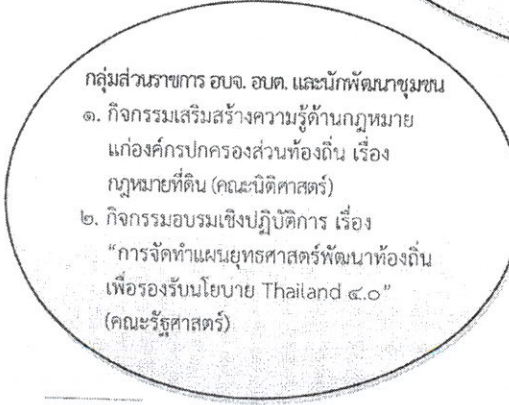 กลุ่มส่วนราชการ อบจ. อบต. และนักพัฒนาชุมชน
๑. กิจกรรมเสริมสร้างความรู้ด้านกฎหมาย
แก่องค์กรปกครองส่วนท้องถิ่น เรื่อง
กฎหมายที่ดิน (คณะนิติศาสตร์)
๒. กิจกรรมอบรมเชิงปฏิบัติการ เรื่อง
“การจัดทำแผนยุทธศาสตร์พัฒนาท้องถิ่น
เพื่อรองรับนโยบาย Thailand ๔.๐”
(คณะรัฐศาสตร์)